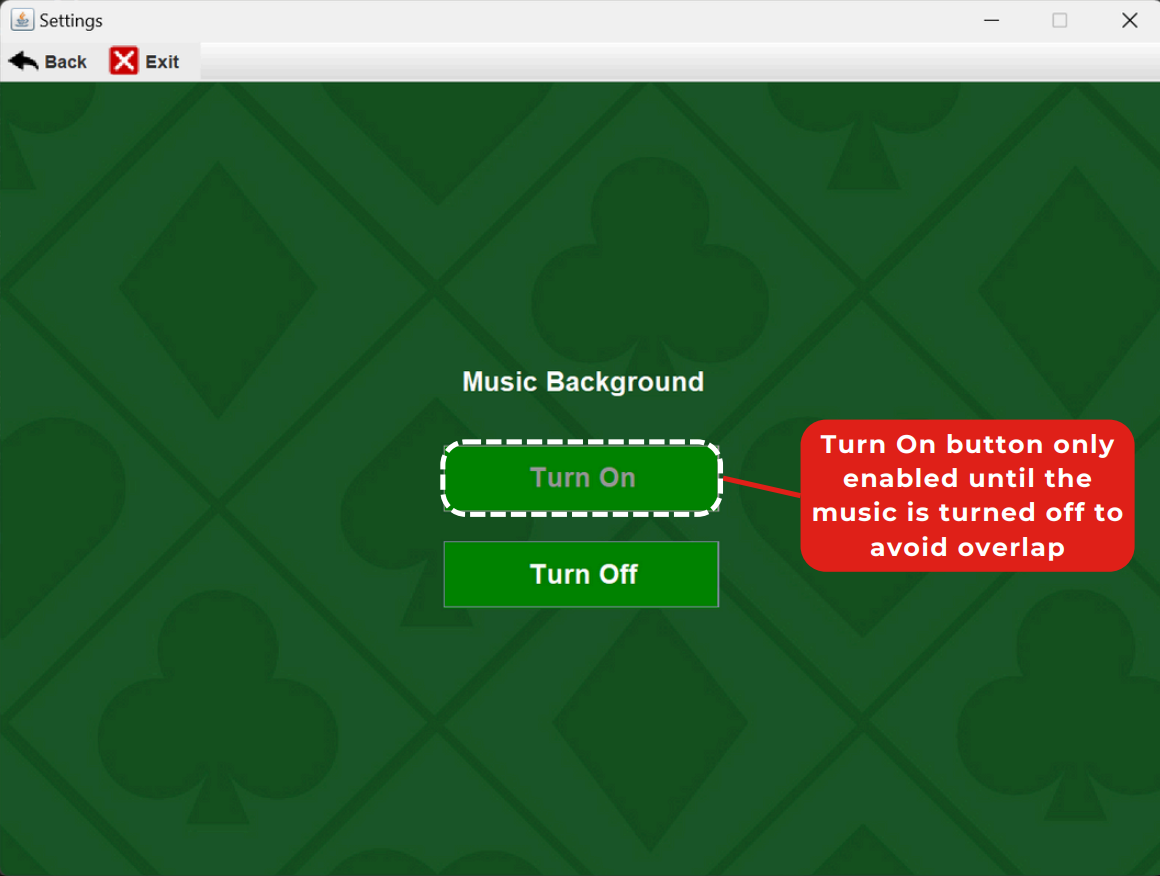 Settings
Back Exit
Music Background
Turn On
Turn Off
Turn On button only
enabled until the
music is turned off to
avoid overlap